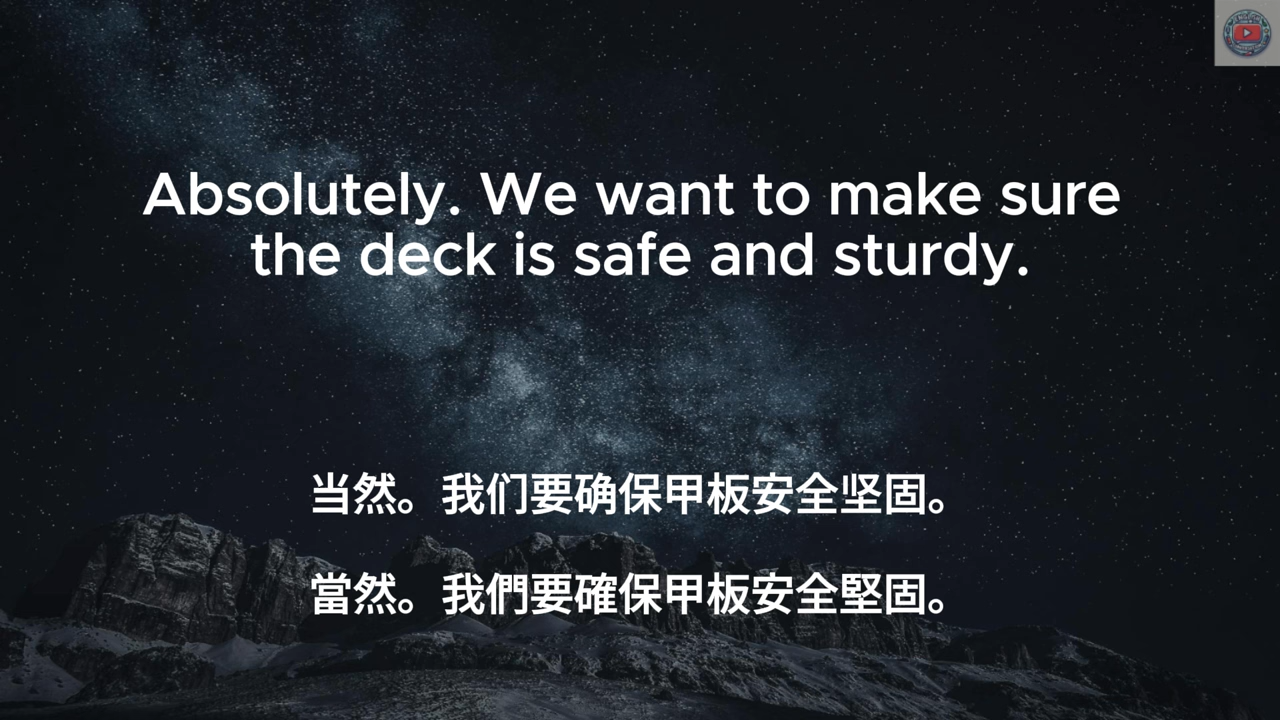 Absolutely. We want to make sure
the deck is safe and sturdy.
当然。我们要确保甲板安全坚固。
當然。我們要確保甲板安全堅固。